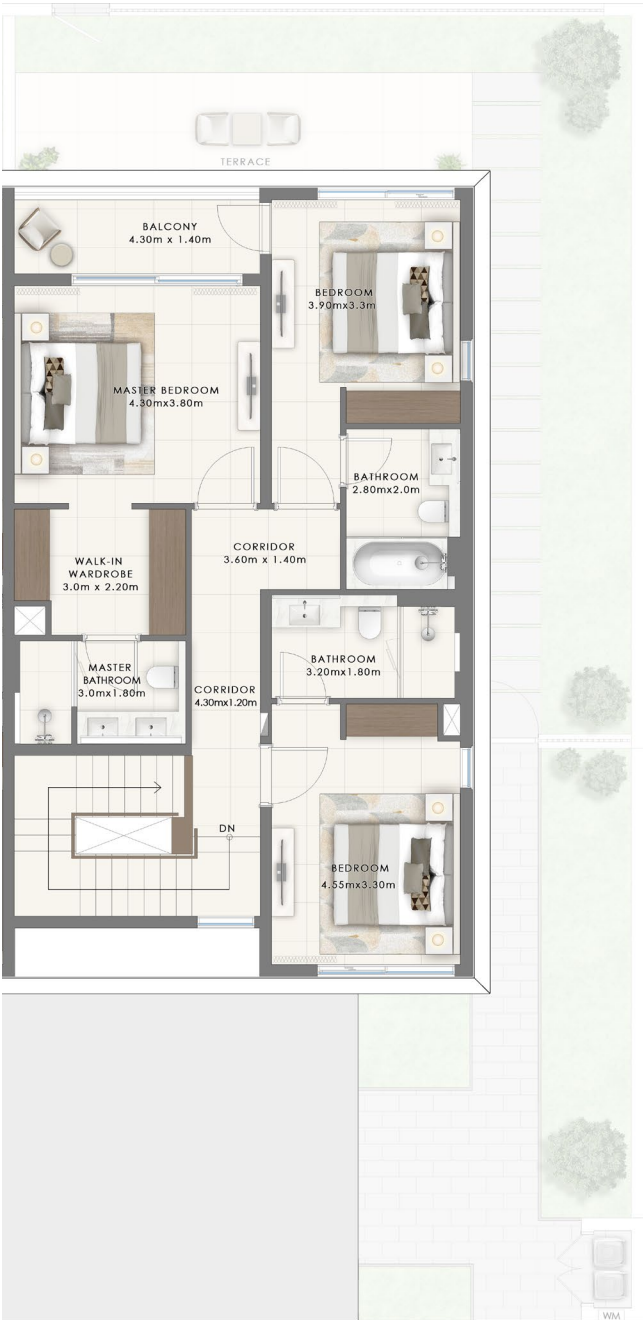 TERRACE
BALCONY
4.30m x 1.40m
BEDROOM
3.90mx3.3m
MASTER BEDROOM
4.30mx3.80m
BATHROOM
2.80mx2.0m
CORRIDOR
3.60m x 1.40m
WALK-IN
WARDROBE
3.0m x 2.20m
BATHROOM
3.20mx1.80m
MASTER
BATHROOM
3.0mx1.80m
CORRIDOR
4.30mx1.20m
DN
BEDROOM
4.55mx3.30m
WM